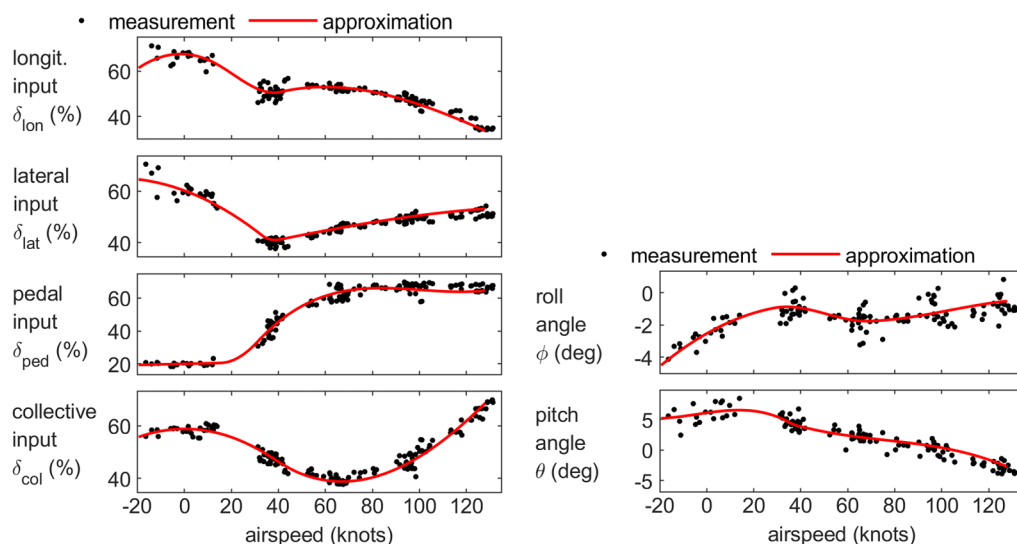 measurement approximation
longit.
input
δlon (%)
60
40
lateral
input
δlat (%)
60
40
pedal
input
δped (%)
60
40
20
collective
input
δcol (%)
60
40
-20 0 20 40 60 80 100 120
airspeed (knots)
measurement approximation
roll
angle
ϕ (deg)
0
-2
-4
pitch
angle
θ (deg)
5
0
-5
-20 0 20 40 60 80 100 120
airspeed (knots)